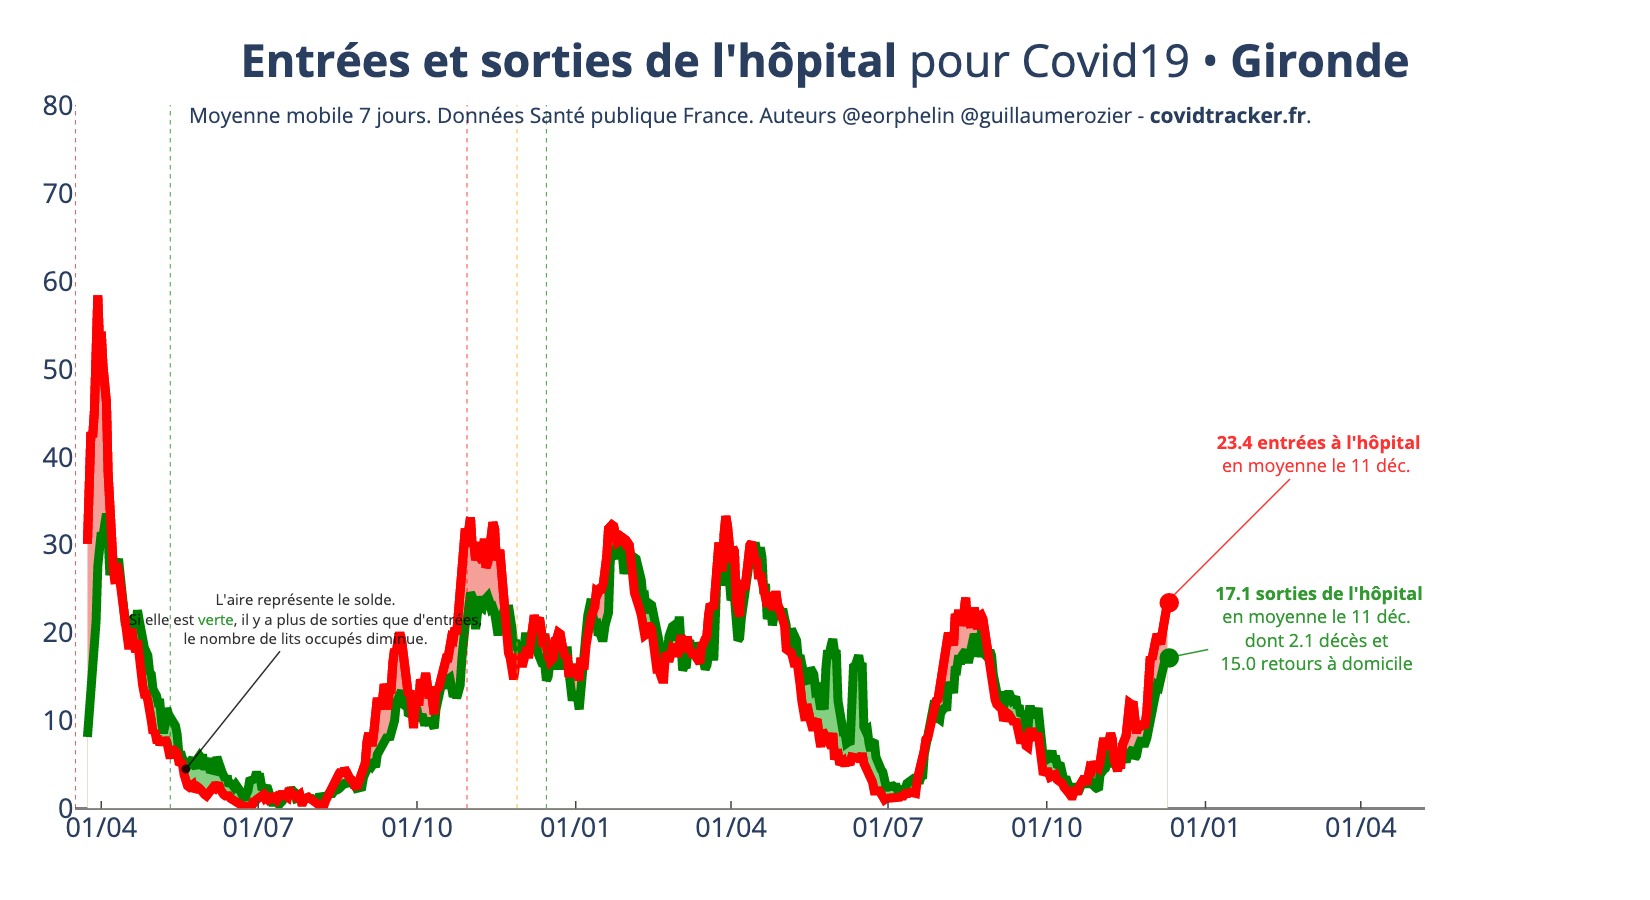 Entrées et sorties de l'hôpital pour Covid19 • Gironde
Moyenne mobile 7 jours. Données Santé publique France. Auteurs @eorphelin @guillaumerozier - covidtracker.fr.
80
70
60
50
40
30
20
10
0
23.4 entrées à l'hôpital
en moyenne le 11 déc.
17.1 sorties de l'hôpital
en moyenne le 11 déc.
dont 2.1 décès et
15.0 retours à domicile
L'aire représente le solde.
Si elle est verte, il y a plus de sorties que d'entrées,
le nombre de lits occupés diminue.
01/04 01/07 01/10 01/01 01/04 01/07 01/10 01/01 01/04